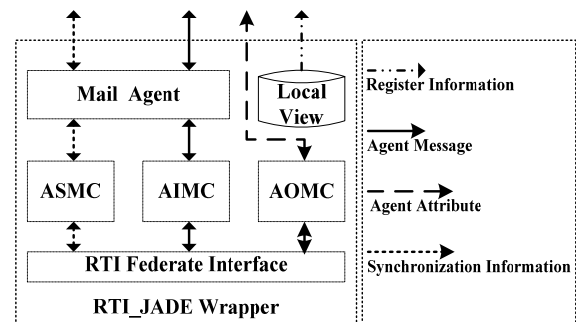 Mail Agent
Local
View
ASMC
AIMC
AOMC
RTI Federate Interface
RTI_JADE Wrapper
Register Information
Agent Message
Agent Attribute
Synchronization Information